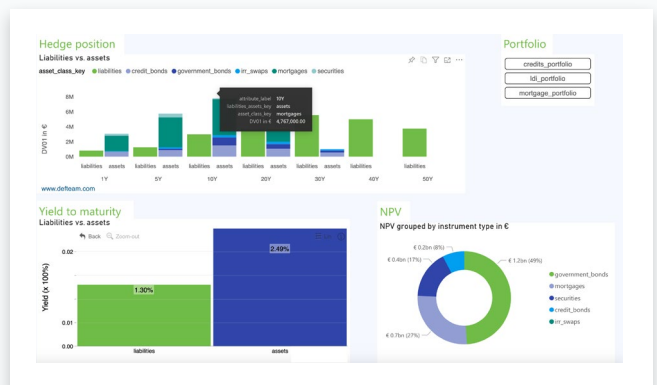 Hedge position
Liabilities vs. assets
asset_class_key liabilities credit_bonds government_bonds irr_swaps mortgages securities
DV01 in €
8M
6M
4M
2M
0M
attribute_label 10Y
liabilities_assets_key assets
asset_class_key mortgages
DV01 in € 4,767,000.00
liabilities assets liabilities assets liabilities assets liabilities assets liabilities assets liabilities liabilities
1Y 5Y 10Y 20Y 30Y 40Y 50Y
www.defteam.com
Portfolio
credits_portfolio
ldi_portfolio
mortgage_portfolio
Yield to maturity
Liabilities vs. assets
Back Zoom-out
Yield (x 100%)
0.02
0.01
0.00
1.30%
2.49%
liabilities assets
NPV
NPV grouped by instrument type in €
€ 0.2bn (8%)
€ 0.4bn (17%)
€ 1.2bn (49%)
€ 0.7bn (27%)
government_bonds
mortgages
securities
credit_bonds
irr_swaps